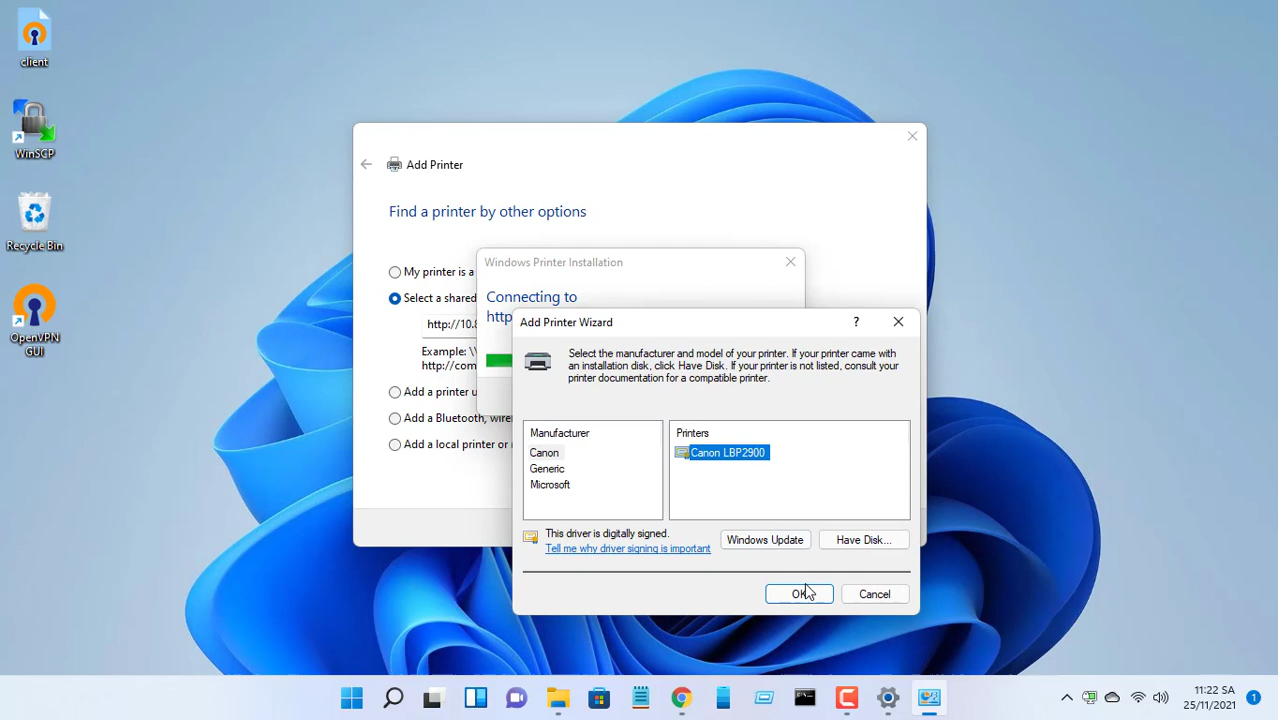 client
WinSCP
Recycle Bin
OpenVPN
GUI
Add Printer
Find a printer by other options
My printer is a
Select a shared
http://10.8
Example: \\
http://com
Add a printer u
Add a Bluetooth, wire
Add a local printer or
Windows Printer Installation
Connecting to
http
Add Printer Wizard
?
Select the manufacturer and model of your printer. If your printer came with
an installation disk, click Have Disk. If your printer is not listed, consult your
printer documentation for a compatible printer.
Manufacturer
Canon
Generic
Microsoft
Printers
Canon LBP2900
This driver is digitally signed.
Tell me why driver signing is important
Windows Update
Have Disk...
OK
Cancel
11:22 SA
25/11/2021
1